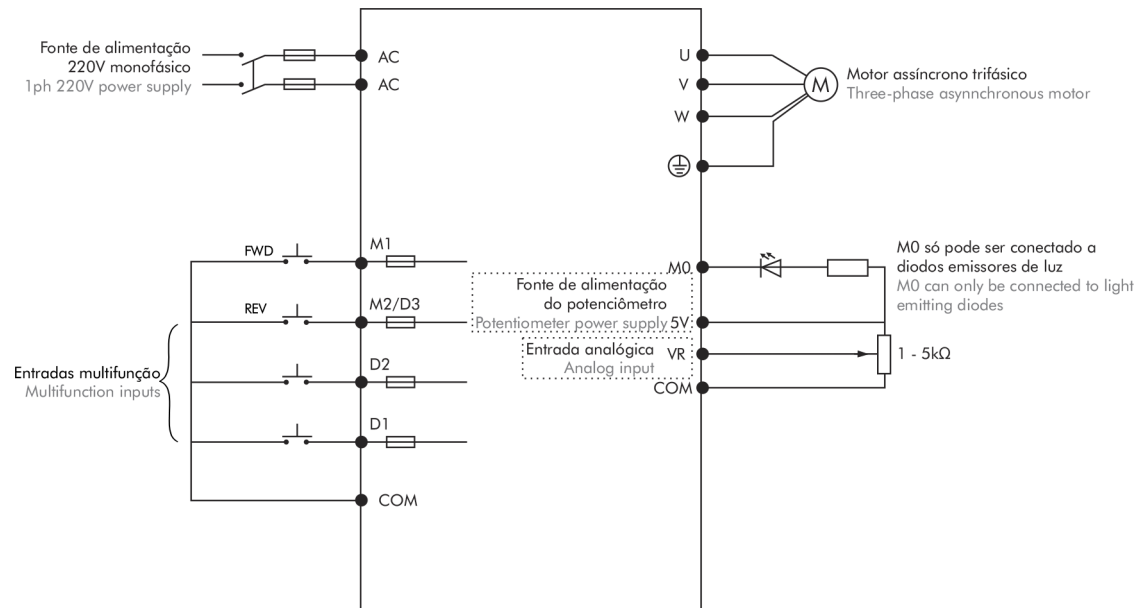 Fonte de alimentação
220V monofásico
1ph 220V power supply
AC
AC
U
V
W
M
Motor assíncrono trifásico
Three-phase asynnchronous motor
FWD
M1
REV
M2/D3
Entradas multifunção
Multifunction inputs
D2
D1
COM
M0
Fonte de alimentação
do potenciômetro
Potentiometer power supply 5V
Entrada analógica VR
Analog input
COM
M0 só pode ser conectado a
diodos emissores de luz
M0 can only be connected to light
emitting diodes
1 - 5kΩ